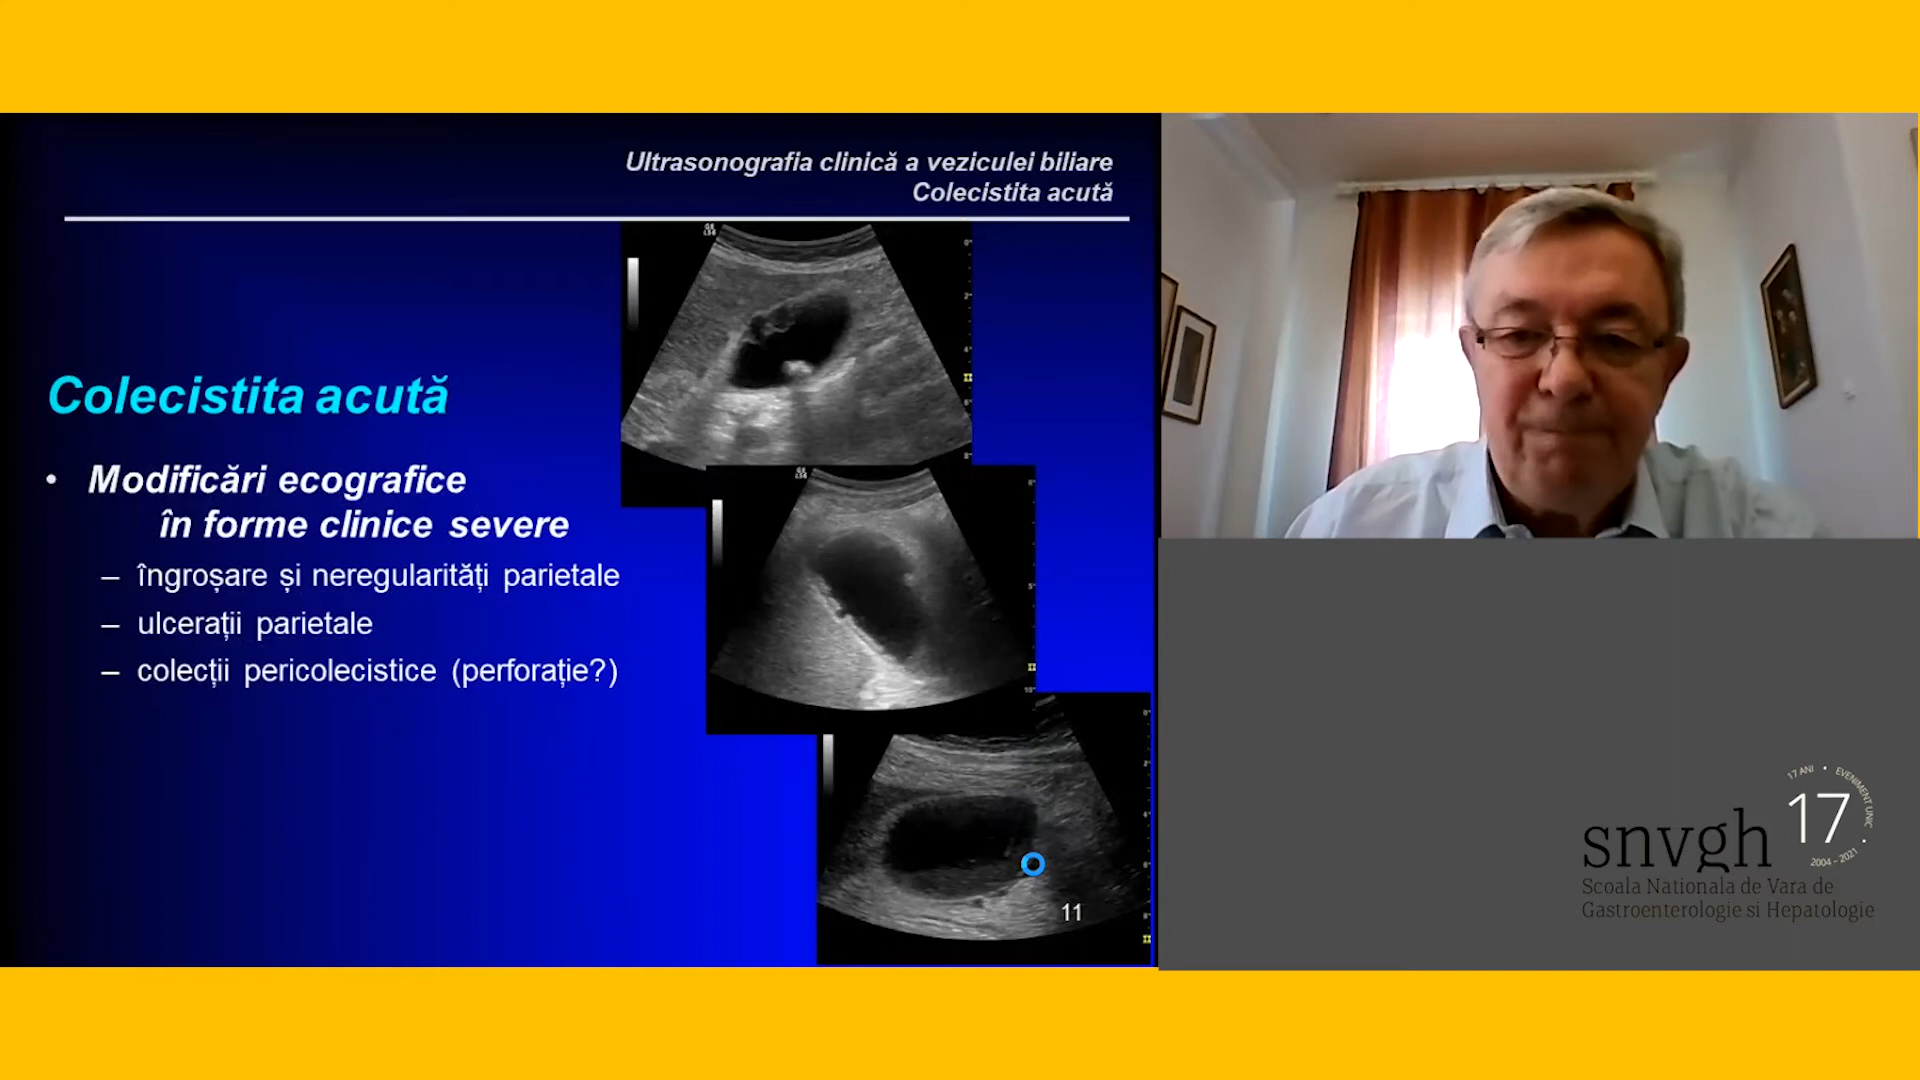 Ultrasonografia clinică a veziculei biliare
Colecistita acută
Colecistita acută
• Modificări ecografice
în forme clinice severe
– îngroșare și neregularități parietale
– ulcerații parietale
– colecții pericolecistice (perforație?)
11
17 ANI • EVENIMENT UNIC •
17
2004 - 2021
snvgh
Scoala Nationala de Vara de
Gastroenterologie si Hepatologie